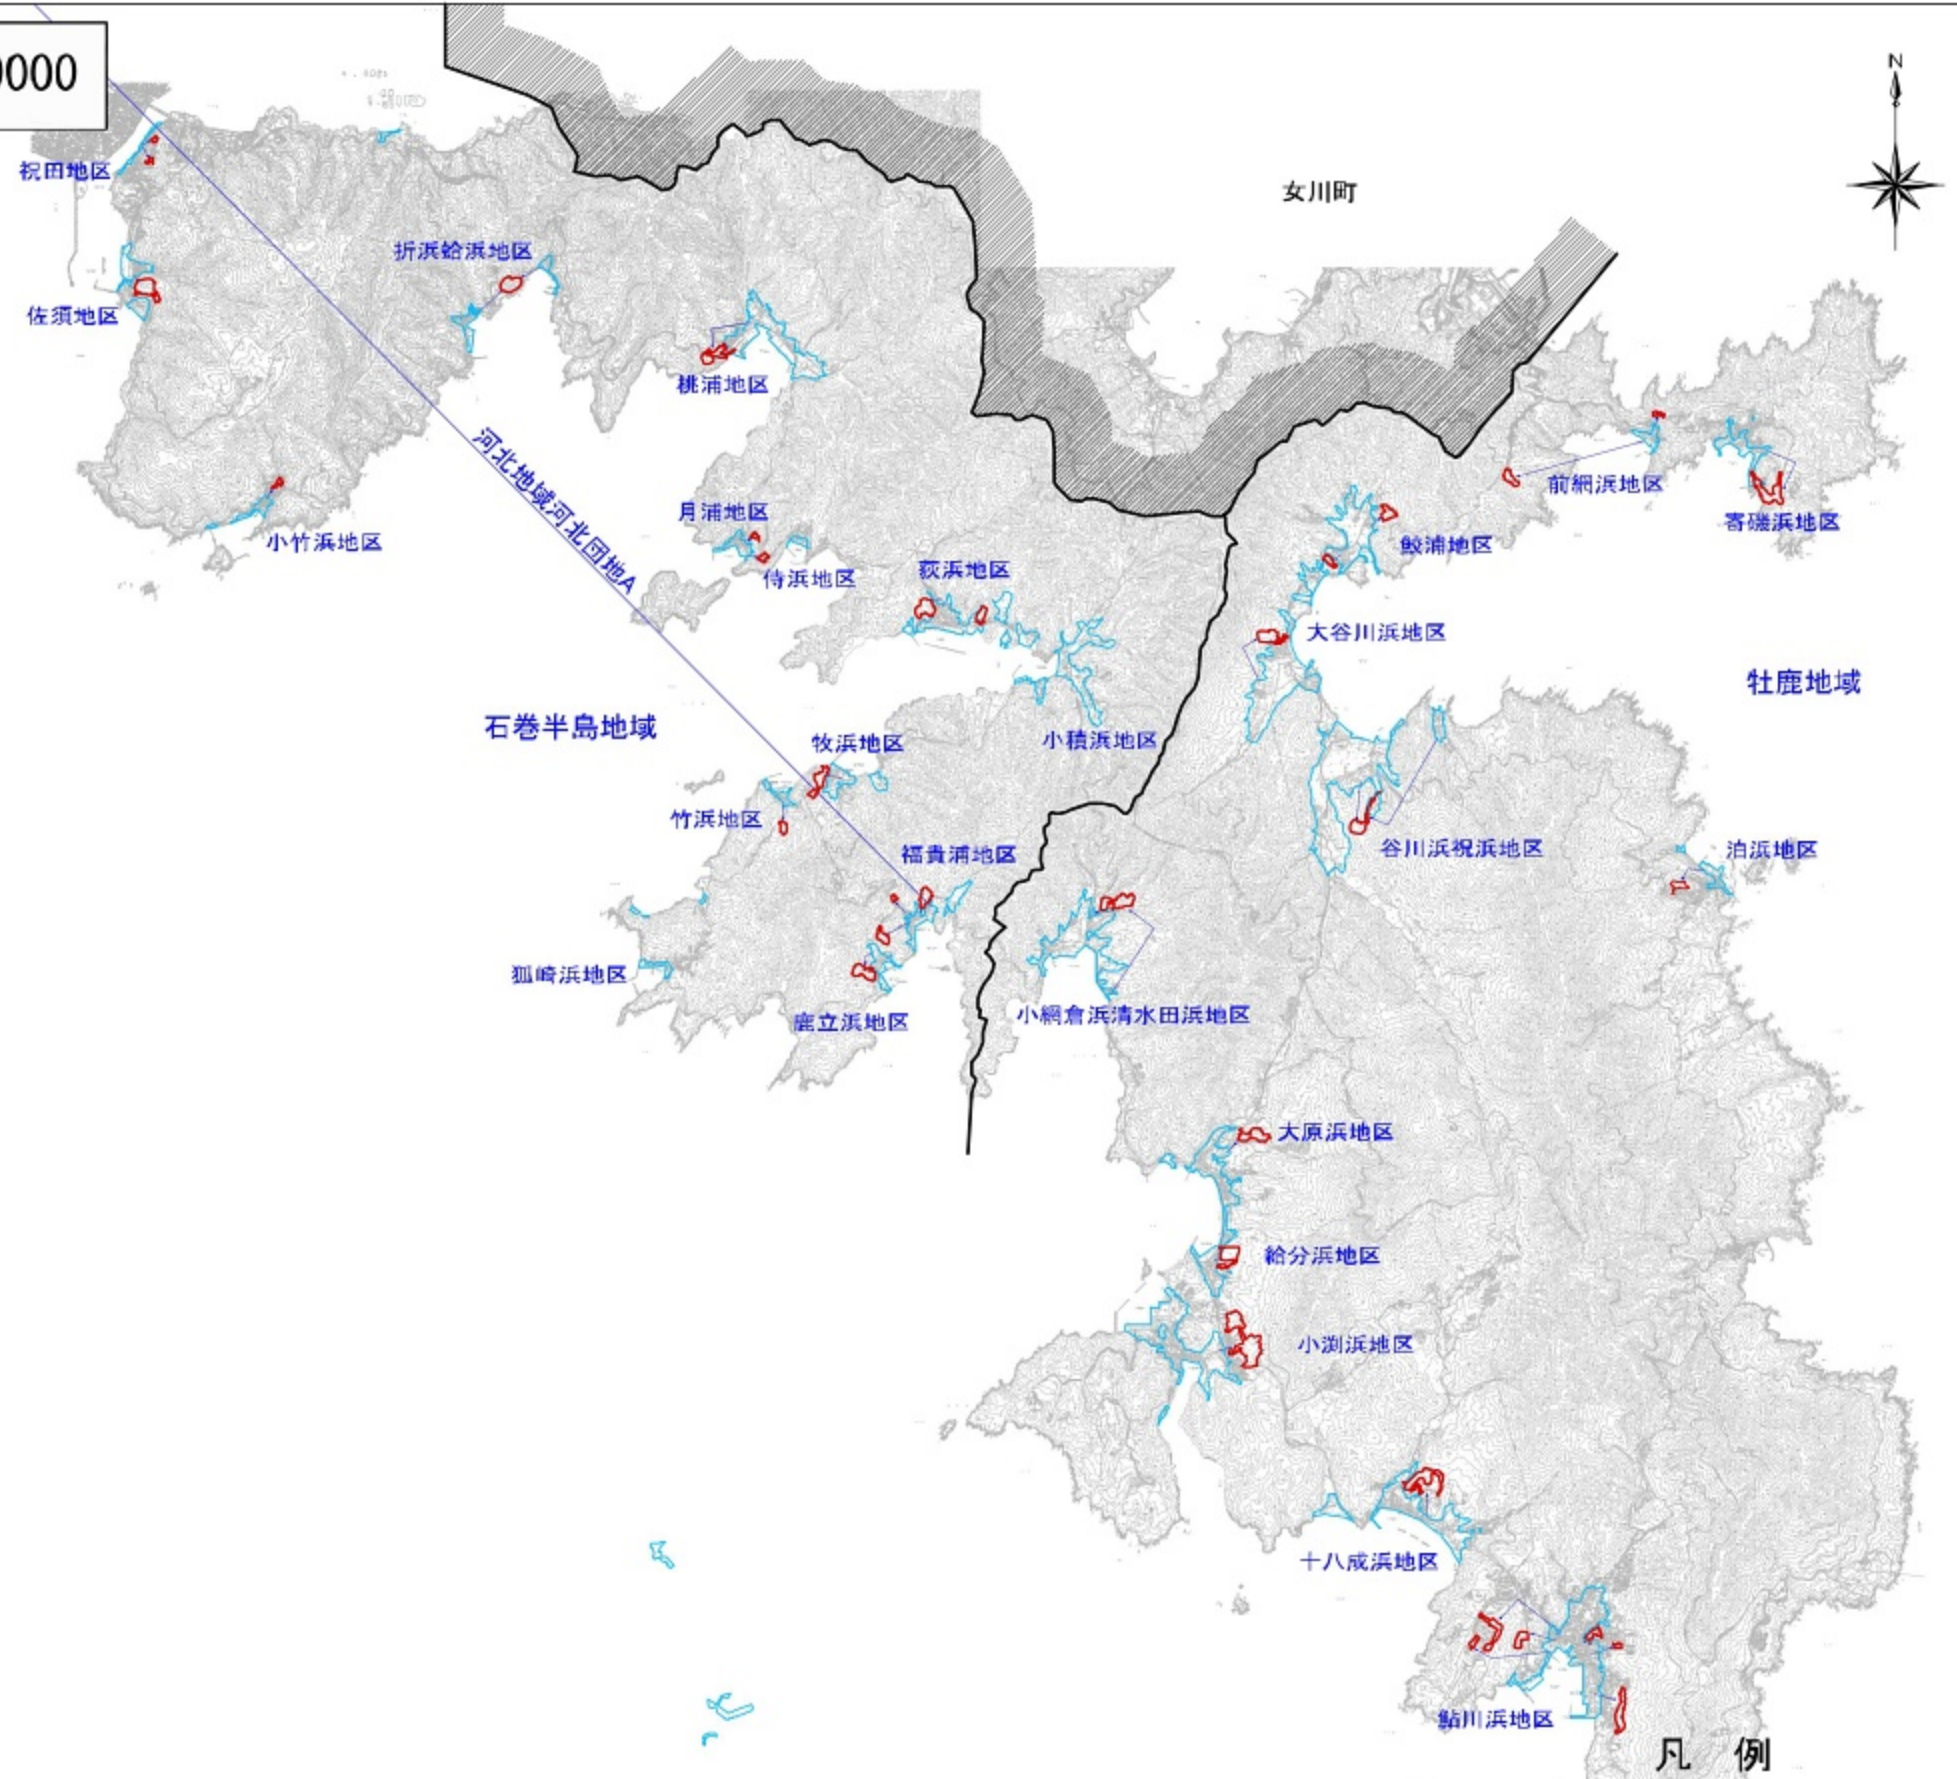 0000
N
女川町
祝田地区
折浜蛤浜地区
佐須地区
桃浦地区
河北地域河北団地A
前網浜地区
寄磯浜地区
月浦地区
小竹浜地区
鮫浦地区
荻浜地区
侍浜地区
大谷川浜地区
牡鹿地域
石巻半島地域
牧浜地区
小積浜地区
竹浜地区
福貴浦地区
谷川浜祝浜地区
泊浜地区
狐崎浜地区
鹿立浜地区
小網倉浜清水田浜地区
大原浜地区
給分浜地区
小渕浜地区
十八成浜地区
鮎川浜地区
凡 例